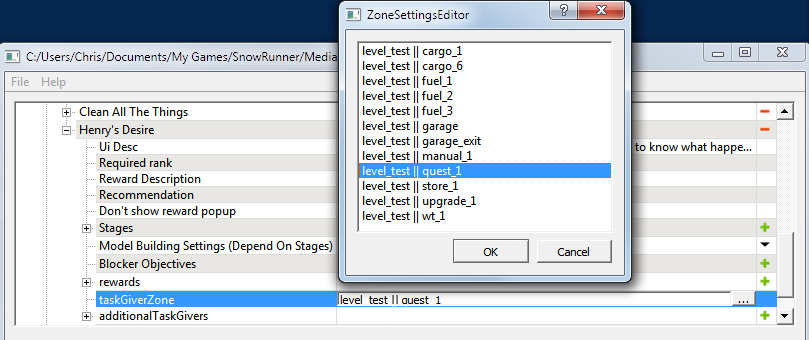 ZoneSettingsEditor
?
X
level_test || cargo_1
level_test || cargo_6
level_test || fuel_1
level_test || fuel_2
level_test || fuel_3
level_test || garage
level_test || garage_exit
level_test || manual_1
level_test || quest_1
level_test || store_1
level_test || upgrade_1
level_test || wt_1
OK
Cancel
C:/Users/Chris/Documents/My Games/SnowRunner/Media
File Help
Clean All The Things
Henry's Desire
Ui Desc to know what happe...
Required rank
Reward Description
Recommendation
Don't show reward popup
Stages
Model Building Settings (Depend On Stages)
Blocker Objectives
rewards
taskGiverZone level_test || quest_1 ...
additionalTaskGivers